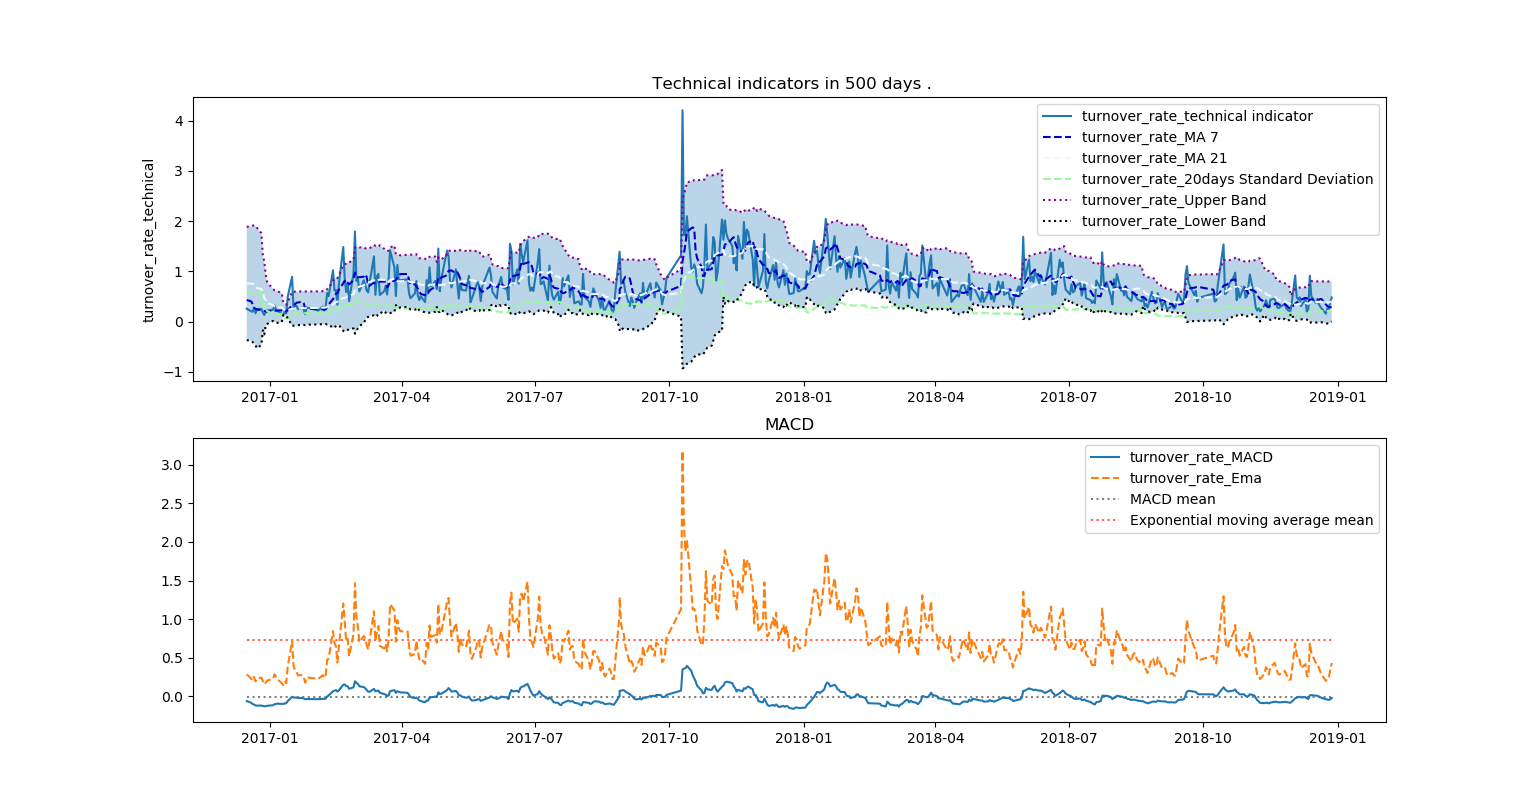 Technical indicators in 500 days .
turnover_rate_technical
4
3
2
1
0
−1
turnover_rate_technical indicator
turnover_rate_MA 7
turnover_rate_MA 21
turnover_rate_20days Standard Deviation
turnover_rate_Upper Band
turnover_rate_Lower Band
2017-01 2017-04 2017-07 2017-10 2018-01 2018-04 2018-07 2018-10 2019-01
MACD
3.0
2.5
2.0
1.5
1.0
0.5
0.0
turnover_rate_MACD
turnover_rate_Ema
MACD mean
Exponential moving average mean
2017-01 2017-04 2017-07 2017-10 2018-01 2018-04 2018-07 2018-10 2019-01